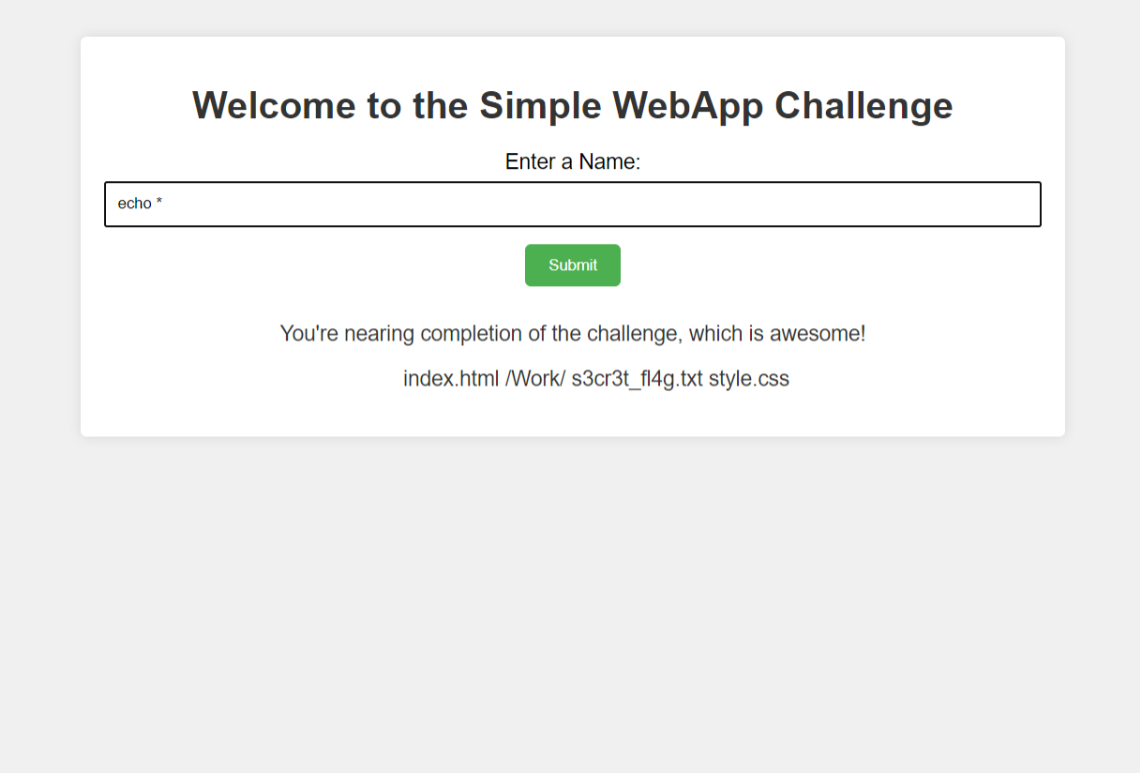 Welcome to the Simple WebApp Challenge
Enter a Name:
echo *
Submit
You're nearing completion of the challenge, which is awesome!
index.html /Work/ s3cr3t_fl4g.txt style.css